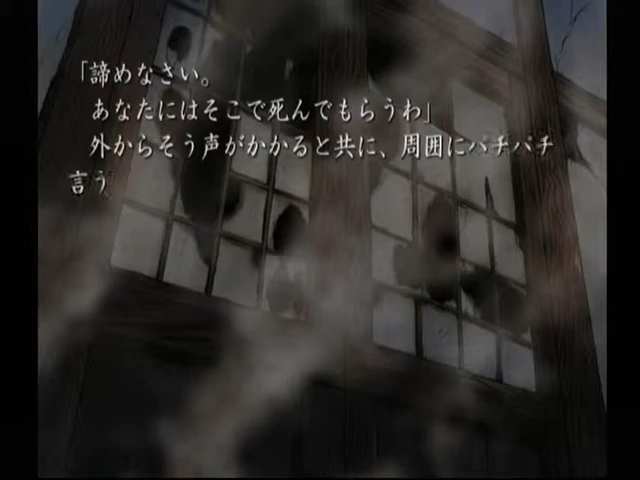 「諦めなさい。
あなたにはそこで死んでもらうわ」
外からそう声がかかると共に、周囲にパチパチ
言う